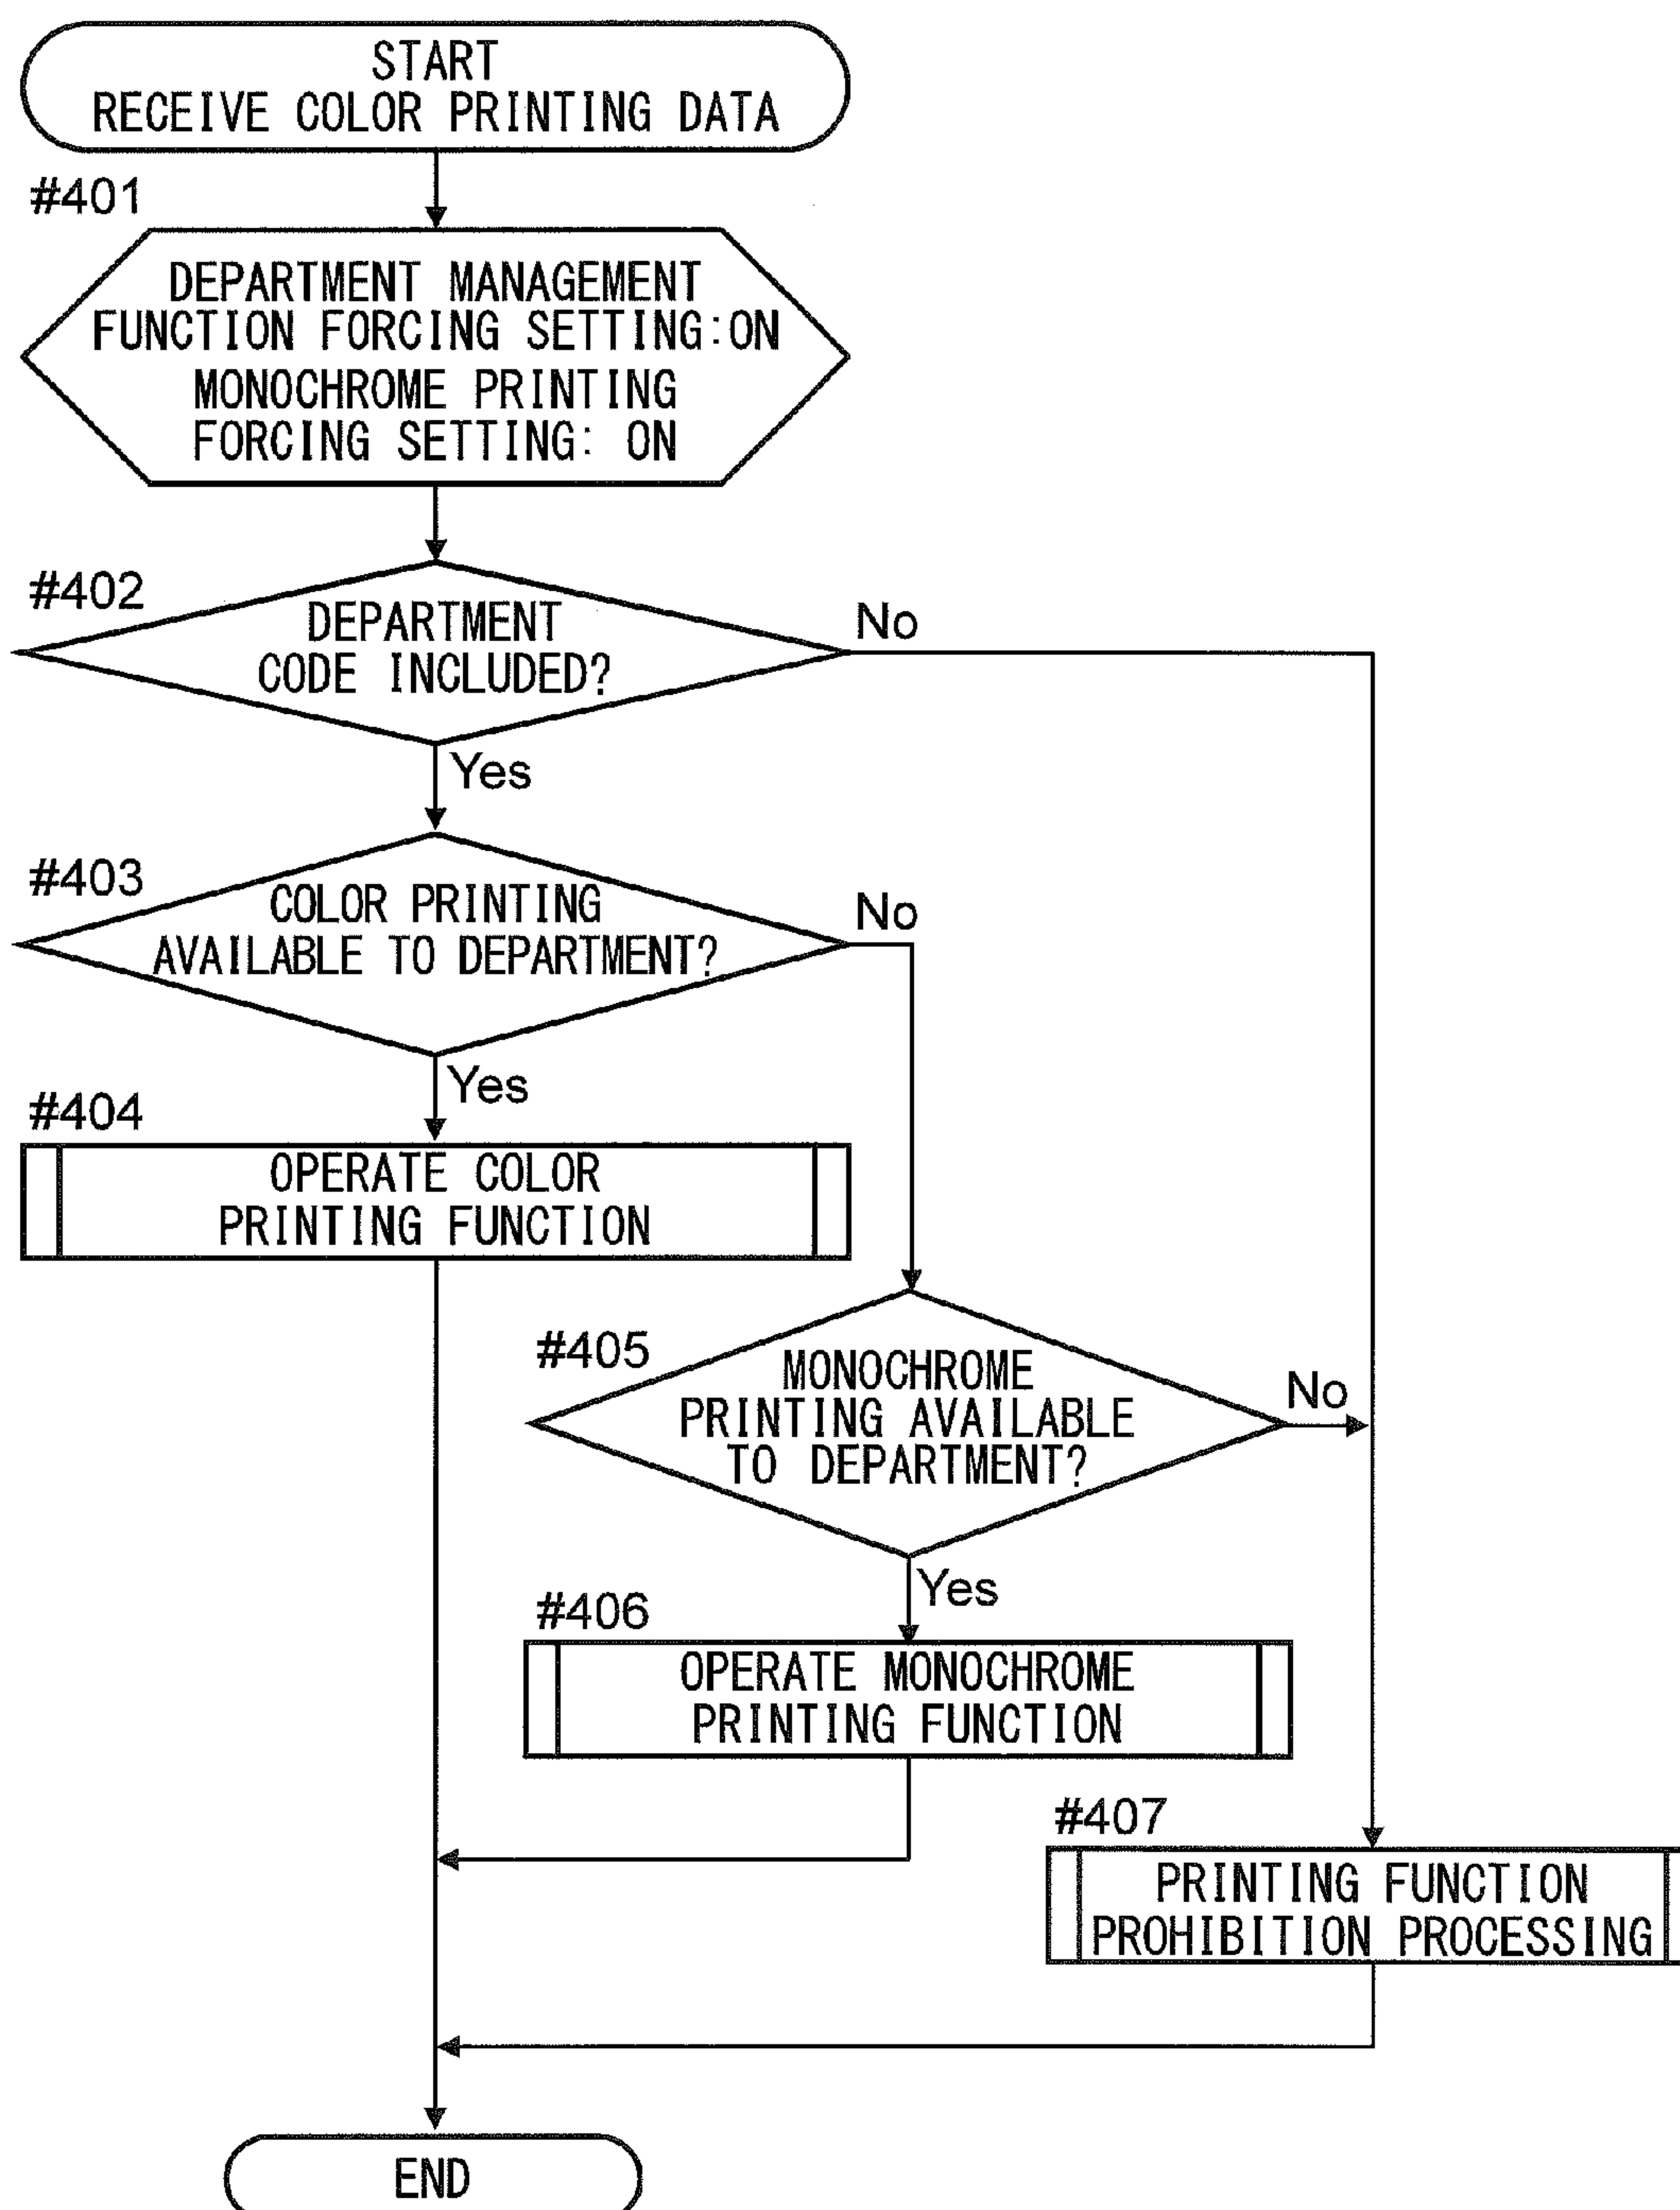 START
RECEIVE COLOR PRINTING DATA
#401
DEPARTMENT MANAGEMENT
FUNCTION FORCING SETTING:ON
MONOCHROME PRINTING
FORCING SETTING: ON
#402
DEPARTMENT
CODE INCLUDED?
No
Yes
#403
COLOR PRINTING
AVAILABLE TO DEPARTMENT?
No
Yes
#404
OPERATE COLOR
PRINTING FUNCTION
#405
MONOCHROME
PRINTING AVAILABLE
TO DEPARTMENT?
No
Yes
#406
OPERATE MONOCHROME
PRINTING FUNCTION
#407
PRINTING FUNCTION
PROHIBITION PROCESSING
END